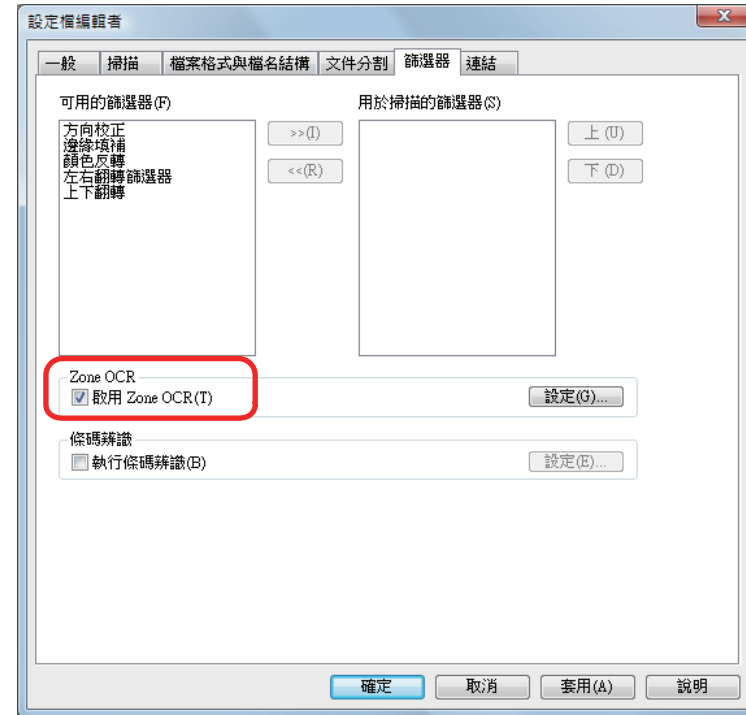 設定檔編輯者
一般 掃描 檔案格式與檔名結構 文件分割 篩選器 連結
可用的篩選器(F) 用於掃描的篩選器(S)
方向校正
邊緣填補
顏色反轉
左右翻轉篩選器
上下翻轉
>>(I)
<<(R)
上 (U)
下 (D)
Zone OCR
啟用 Zone OCR(T) 設定(G)...
條碼辨識
執行條碼辨識(B) 設定(E)...
確定 取消 套用(A) 說明